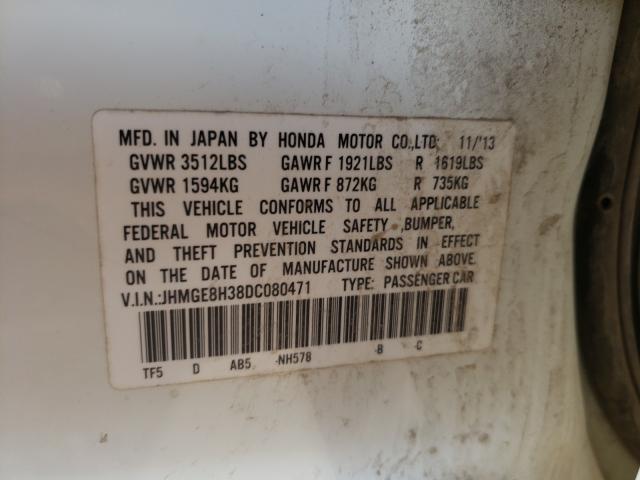 MFD. IN JAPAN BY HONDA MOTOR CO.,LTD; 11/'13
GVWR 3512LBS GAWR F 1921LBS R 1619LBS
GVWR 1594KG GAWR F 872KG R 735KG
THIS VEHICLE CONFORMS TO ALL APPLICABLE
FEDERAL MOTOR VEHICLE SAFETY ,BUMPER,
AND THEFT PREVENTION STANDARDS IN EFFECT
ON THE DATE OF MANUFACTURE SHOWN ABOVE.
V.I.N.:JHMGE8H38DC080471 TYPE: PASSENGER CAR
TF5 D AB5 -NH578 -B -C